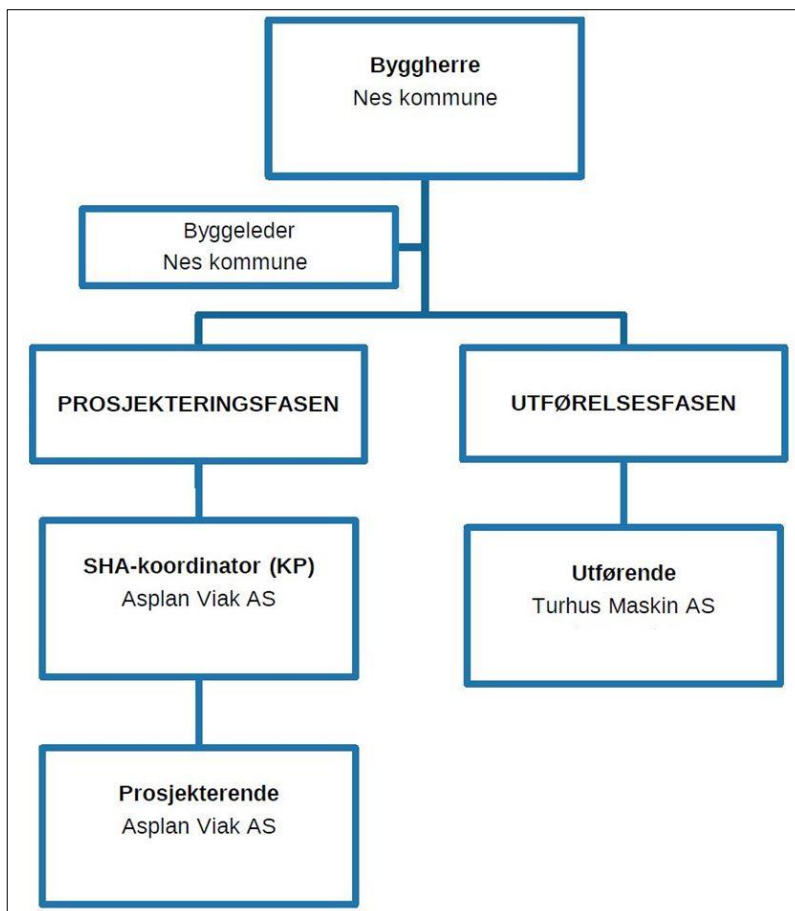 Byggherre
Nes kommune
Byggeleder
Nes kommune
PROSJEKTERINGSFASEN
UTFØRELSESFASEN
SHA-koordinator (KP)
Asplan Viak AS
Utførende
Turhus Maskin AS
Prosjekterende
Asplan Viak AS